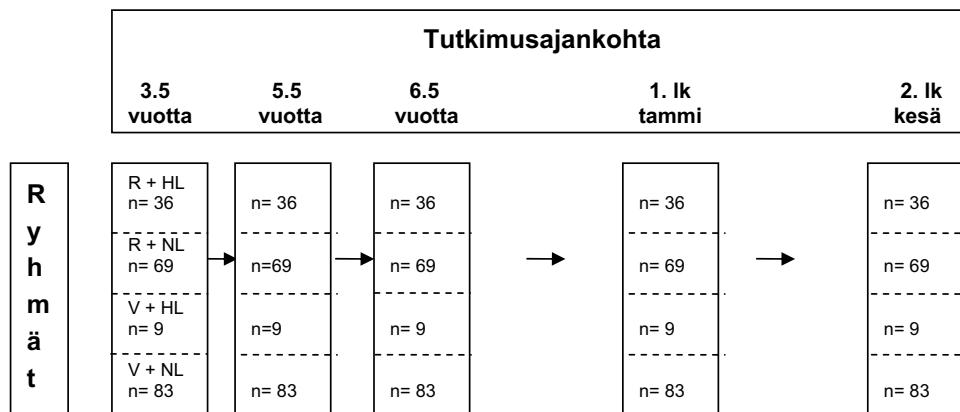 Tutkimusajankohta
3.5 5.5 6.5 1. lk 2. lk
vuotta vuotta vuotta tammi kesä
Ryhmät
R + HL
n= 36 n= 36 n= 36 n= 36 n= 36
R + NL
n= 69 n=69 n= 69 n= 69 n= 69
V + HL
n= 9 n=9 n= 9 n= 9 n= 9
V + NL
n= 83 n= 83 n= 83 n= 83 n= 83